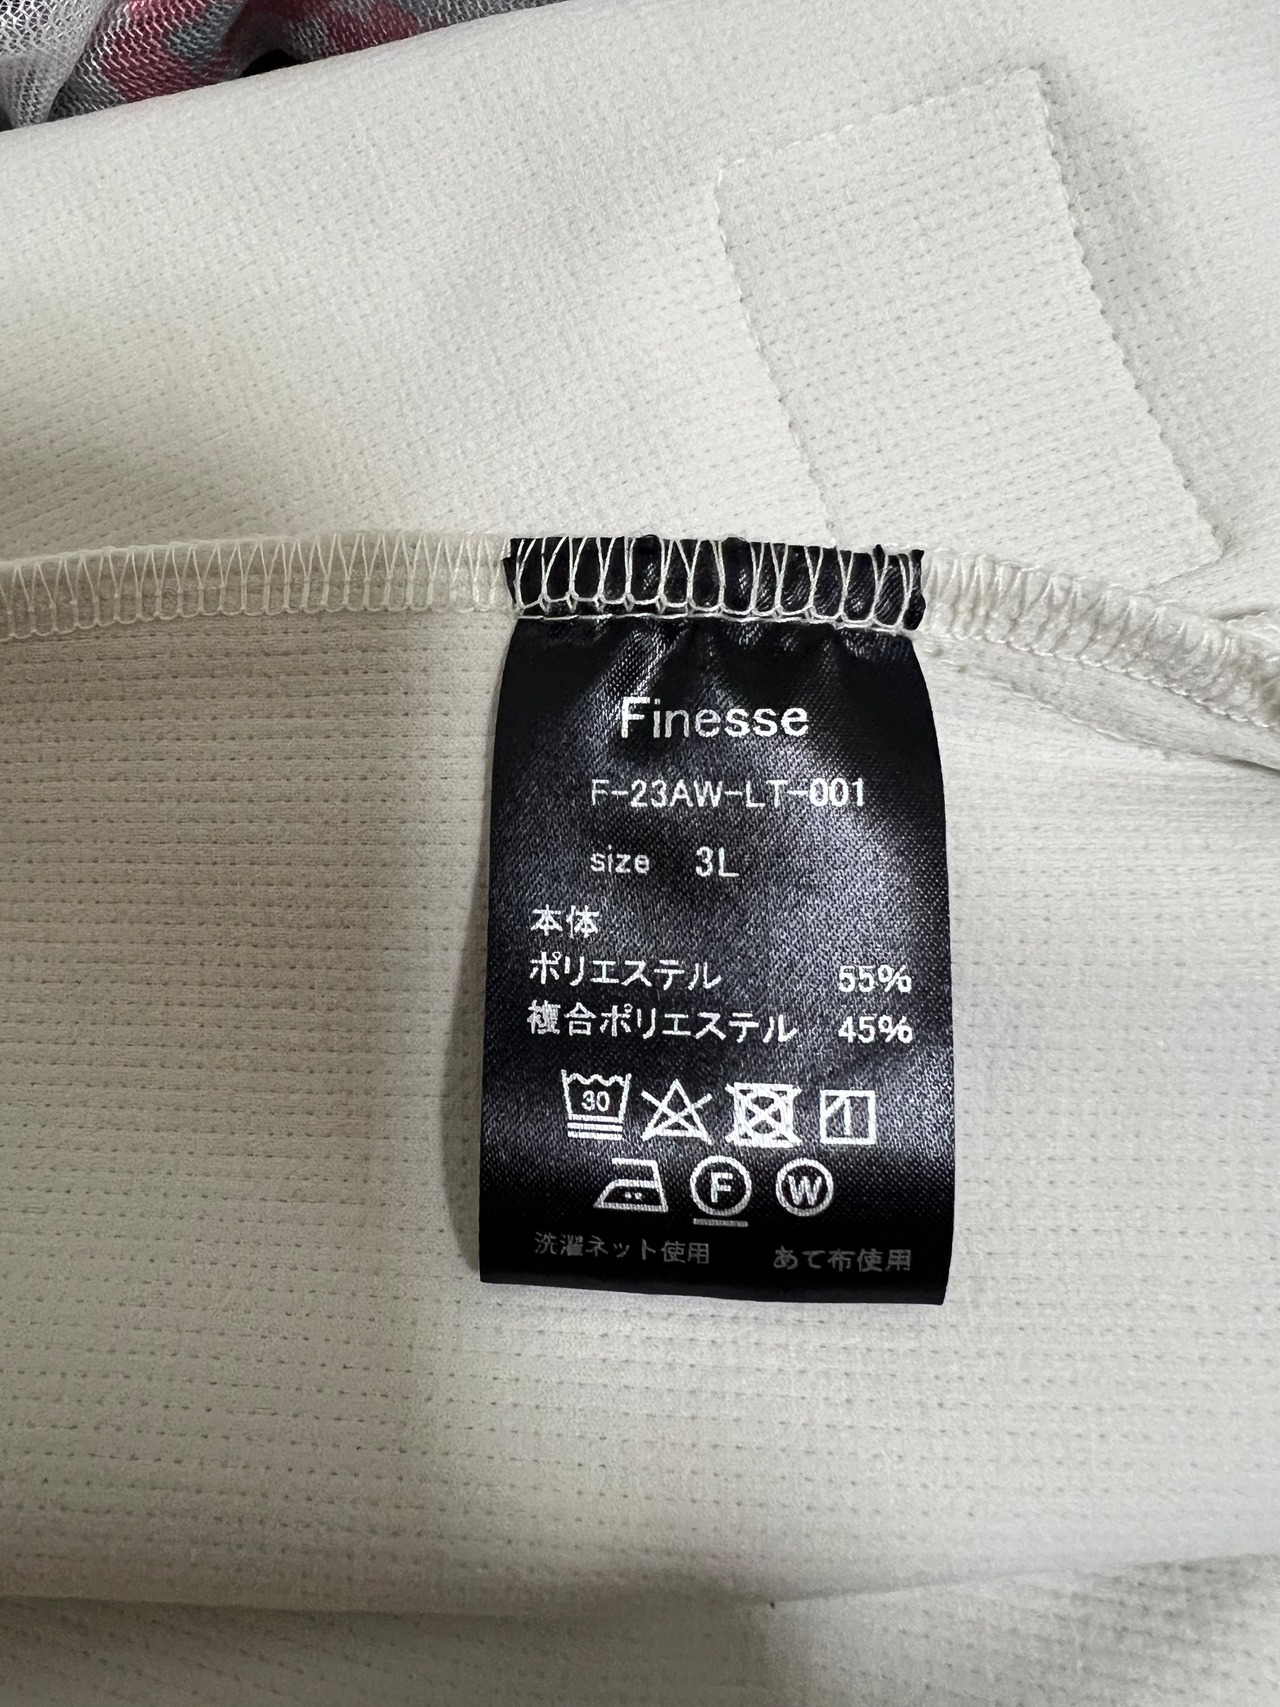 Finesse
F-23AW-LT-001
size 3L
本体
ポリエステル 55%
複合ポリエステル 45%
30
F W
洗濯ネット使用 あて布使用